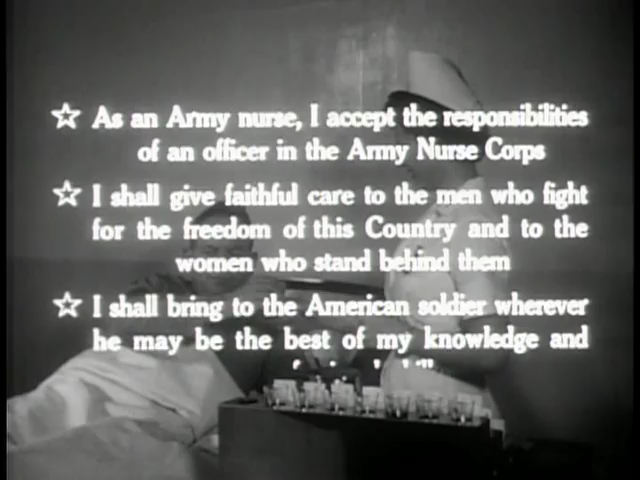 As an Army nurse, I accept the responsibilities
of an officer in the Army Nurse Corps
I shall give faithful care to the men who fight
for the freedom of this Country and to the
women who stand behind them
I shall bring to the American soldier wherever
he may be the best of my knowledge and